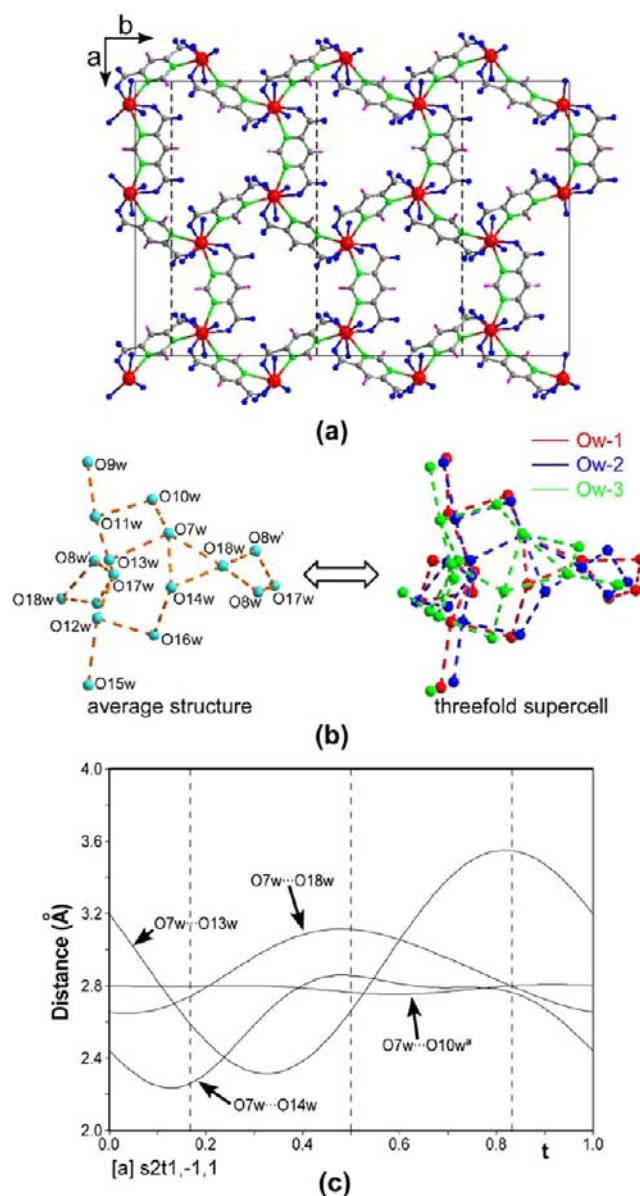 b
a
(a)
Ow-1
Ow-2
Ow-3
O9w
O10w
O11w
O7w
O8w'
O13w
O18w
O8w'
O17w
O18w
O14w
O8w
O17w
O12w
O16w
O15w
average structure
threefold supercell
(b)
4.0
3.6
3.2
2.8
2.4
2.0
Distance (Å)
O7w···O18w
O7w···O13w
O7w···O10wᵃ
O7w···O14w
0.0
0.2
0.4
0.6
0.8
1.0
t
[a] s2t1,-1,1
(c)